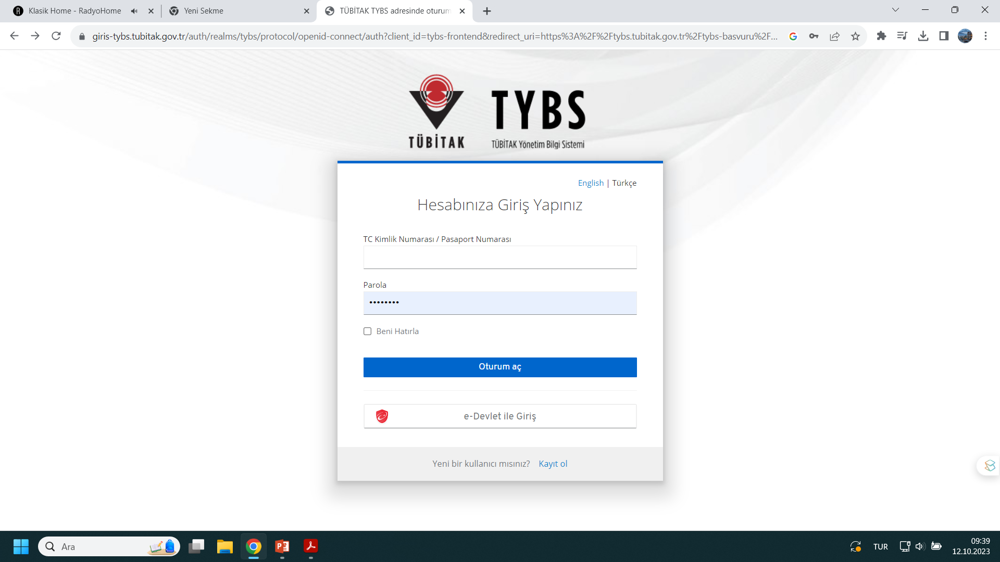 Klasik Home - RadyoHome
Yeni Sekme
TÜBİTAK TYBS adresinde oturum
giris-tybs.tubitak.gov.tr/auth/realms/tybs/protocol/openid-connect/auth?client_id=tybs-frontend&redirect_uri=https%3A%2F%2Ftybs.tubitak.gov.tr%2Ftybs-basvuru%2F...
TÜBİTAK
TYBS
TÜBİTAK Yönetim Bilgi Sistemi
English | Türkçe
Hesabınıza Giriş Yapınız
TC Kimlik Numarası / Pasaport Numarası
Parola
••••••••
Beni Hatırla
Oturum aç
e-Devlet ile Giriş
Yeni bir kullanıcı mısınız? Kayıt ol
Ara
TUR
09:39
12.10.2023